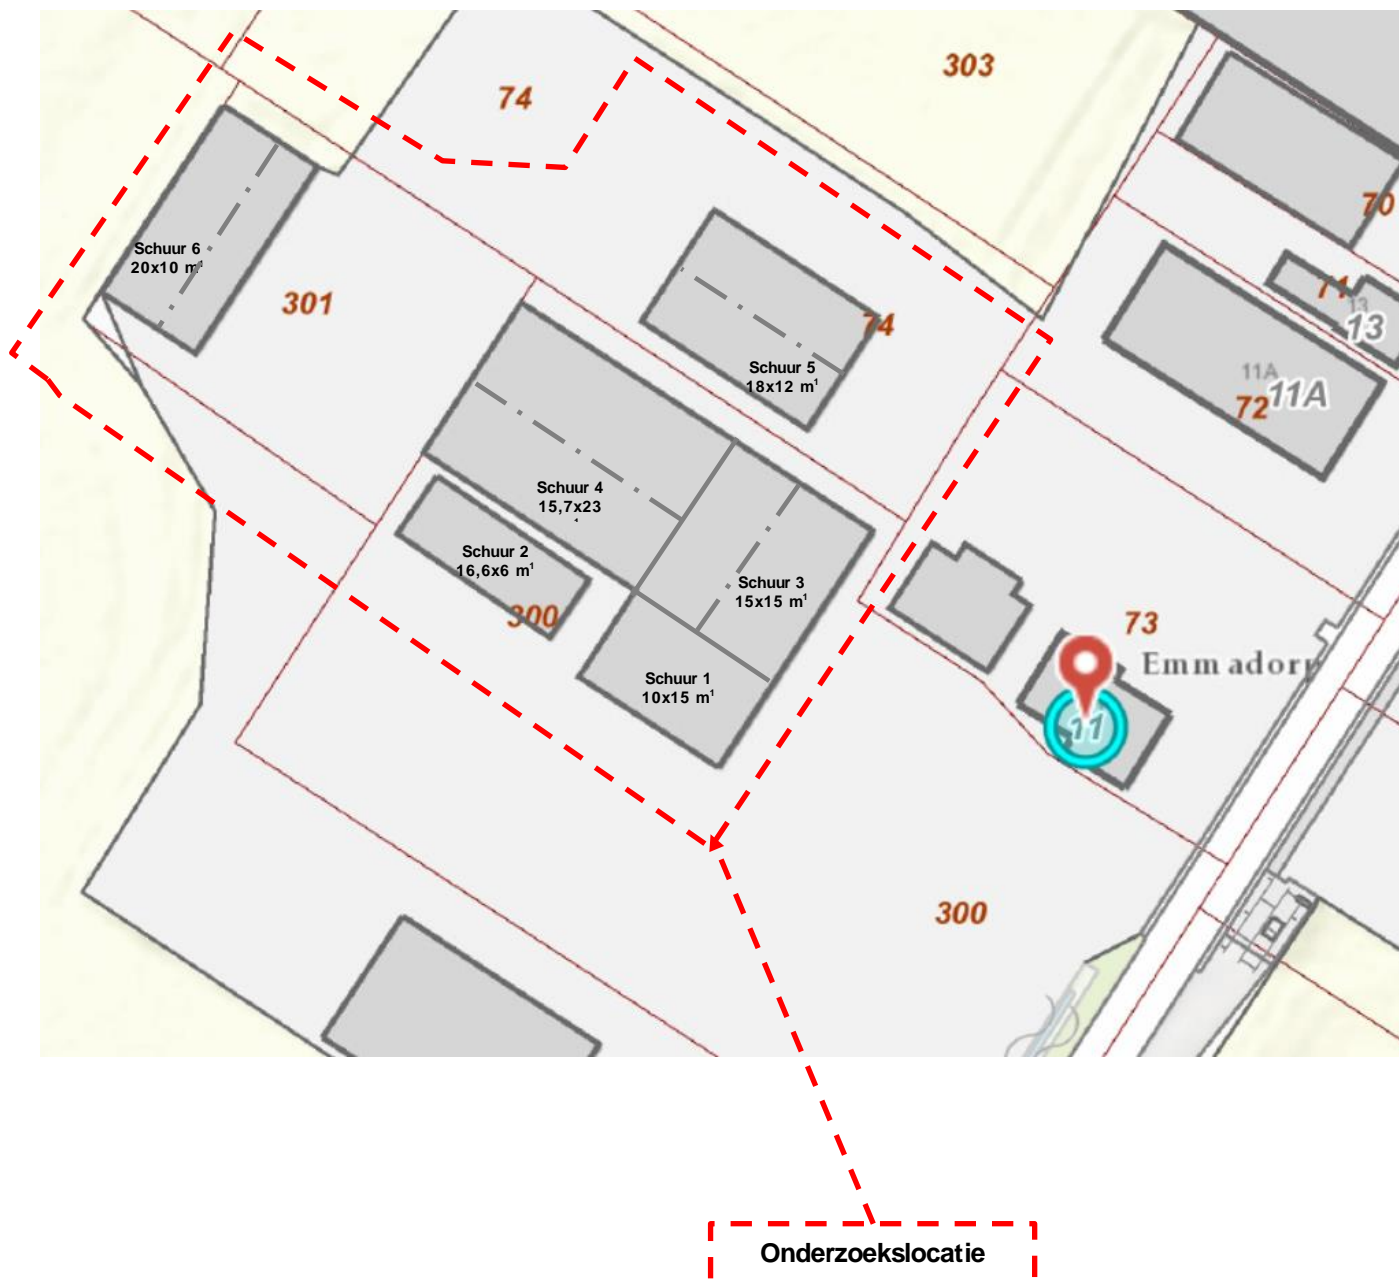 303
74
70
Schuur 6
20x10 m¹
301
71
13
13
74
Schuur 5
18x12 m¹
11A
11A
72
Schuur 4
15,7x23
Schuur 2
16,6x6 m¹
Schuur 3
15x15 m¹
300
73
Emmadorp
Schuur 1
10x15 m¹
11
300
Onderzoekslocatie